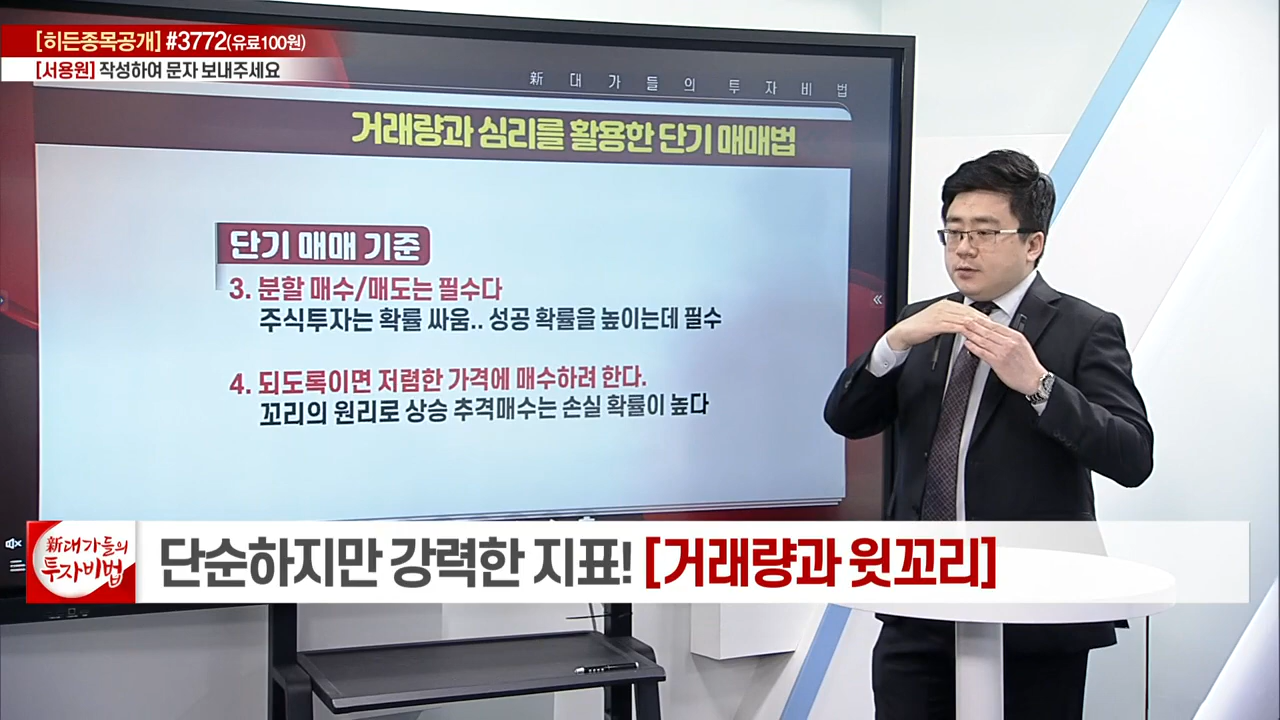 [히든종목공개] #3772(유료100원)
[서용원] 작성하여 문자 보내주세요
新 대 가 들 의 투 자 비 법
거래량과 심리를 활용한 단기 매매법
단기 매매 기준
3. 분할 매수/매도는 필수다
주식투자는 확률 싸움.. 성공 확률을 높이는데 필수
4. 되도록이면 저렴한 가격에 매수하려 한다.
꼬리의 원리로 상승 추격매수는 손실 확률이 높다
新대가들의
투자비법
단순하지만 강력한 지표! [거래량과 윗꼬리]